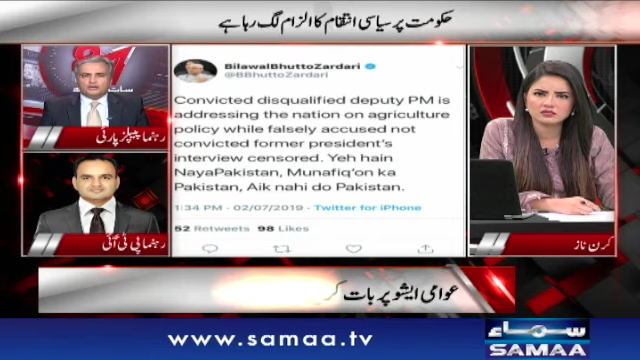 حکومت پر سیاسی انتقام کا الزام لگ رہا ہے
BilawalBhuttoZardari
@BBhuttoZardari
Convicted disqualified deputy PM is
addressing the nation on agriculture
policy while falsely accused not
convicted former president's
interview censored. Yeh hain
NayaPakistan, Munafiq'on ka
Pakistan, Aik nahi do Pakistan.
1:34 PM - 02/07/2019 - Twitter for iPhone
52 Retweets 98 Likes
رہنما پیپلز پارٹی
رہنما پی ٹی آئی
کرن ناز
عوامی ایشو پر بات
www.samaa.tv
سماء
SAMAA